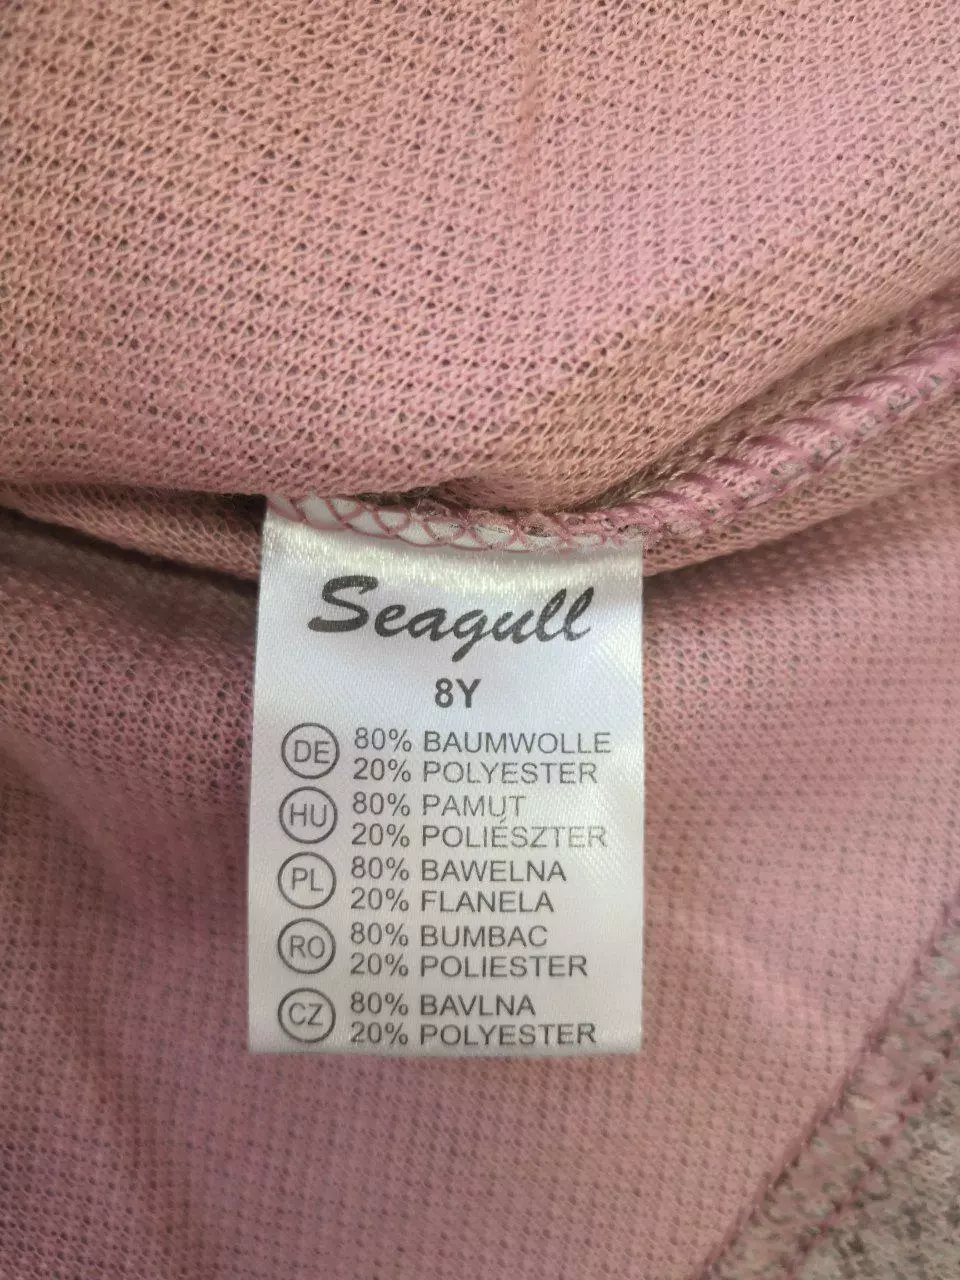 Seagull
8Y
DE 80% BAUMWOLLE
20% POLYESTER
HU 80% PAMUT
20% POLIÉSZTER
PL 80% BAWELNA
20% FLANELA
RO 80% BUMBAC
20% POLIESTER
CZ 80% BAVLNA
20% POLYESTER